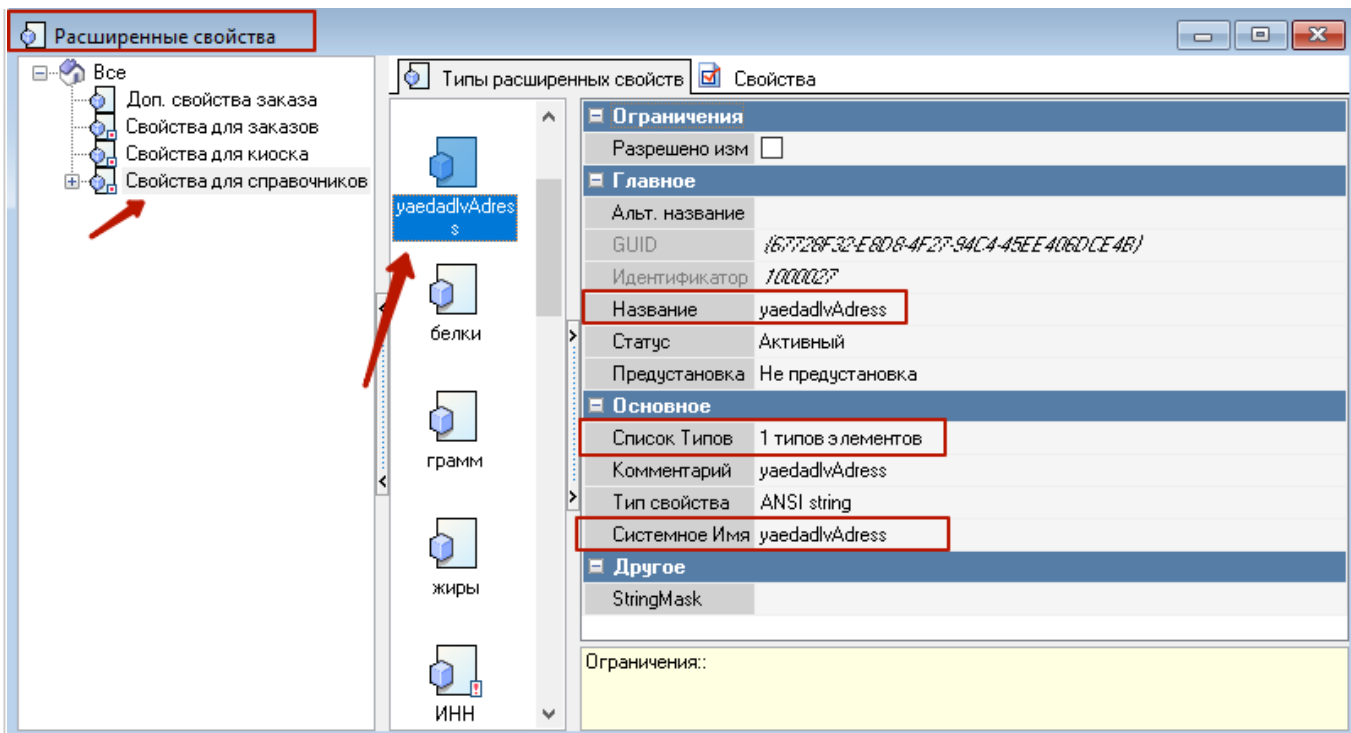 Расширенные свойства
Все
Доп. свойства заказа
Свойства для заказов
Свойства для киоска
Свойства для справочников
Типы расширенных свойств
Свойства
yaedadlvAdres
s
белки
грамм
жиры
ИНН
Ограничения
Разрешено изм
Главное
Альт. название
GUID {67728F32-E8D8-4F27-94C4-45EE406DCE4B}
Идентификатор 1000027
Название yaedadlvAdress
Статус Активный
Предустановка Не предустановка
Основное
Список Типов 1 типов элементов
Комментарий yaedadlvAdress
Тип свойства ANSI string
Системное Имя yaedadlvAdress
Другое
StringMask
Ограничения::